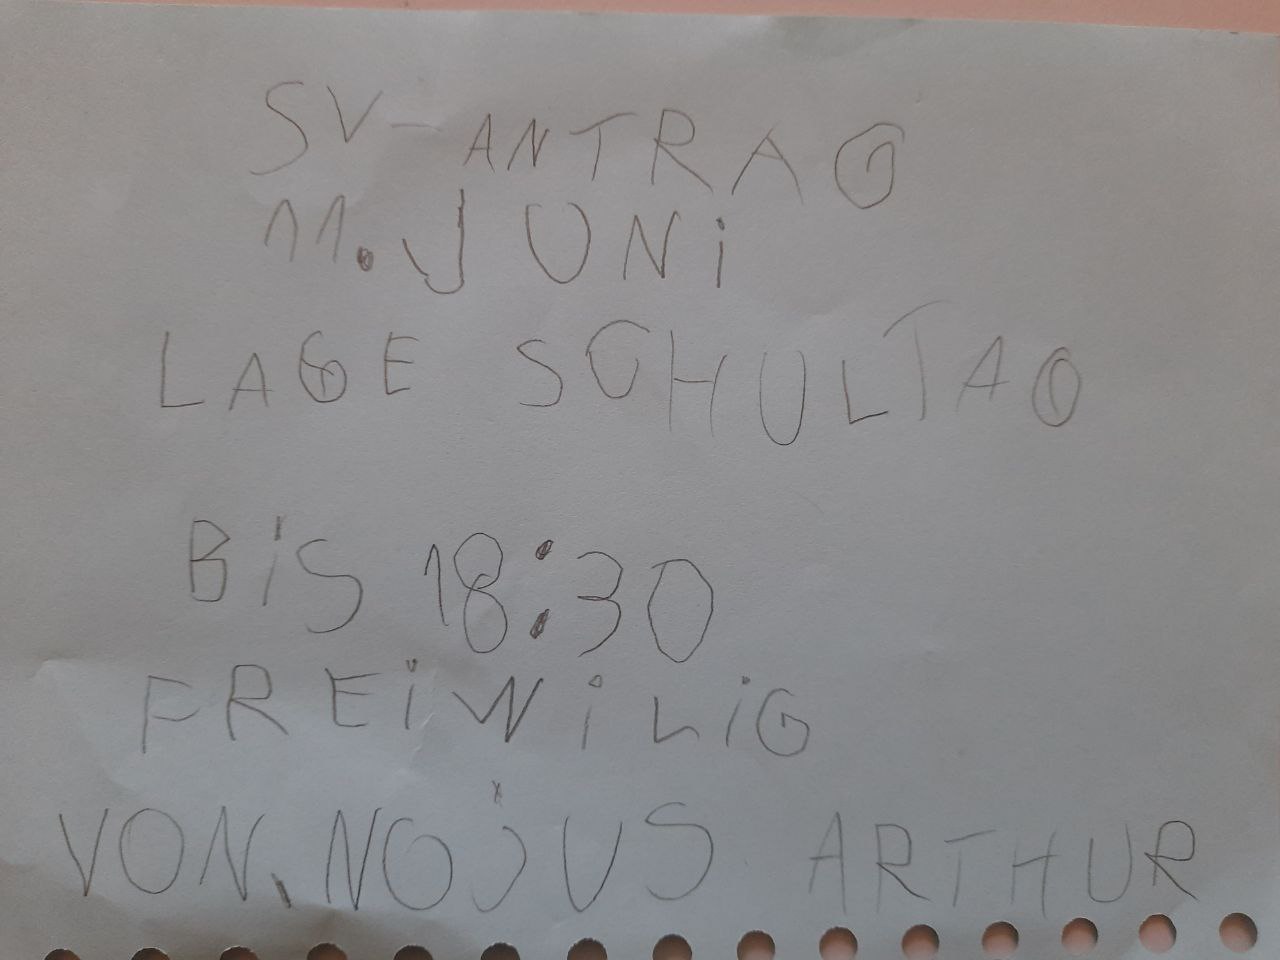 SV-ANTRAG
11. JUNI
LAGE SCHULTAG
BiS 18:30
FREiWiLiG
VON, NOJUS ARTHUR